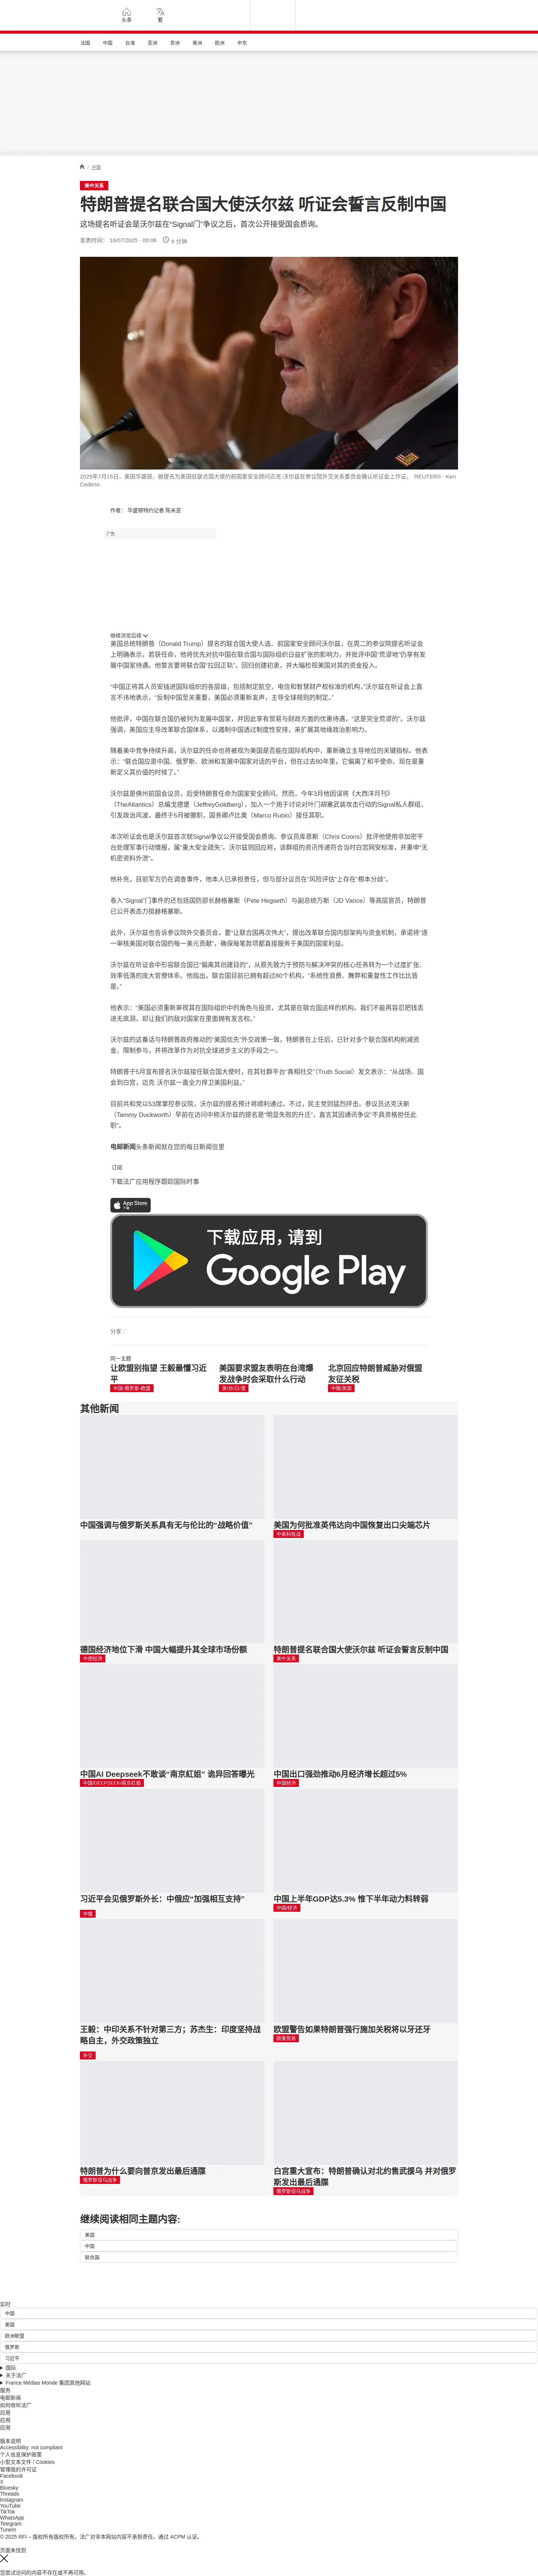 头条
繁
法国
中国
台海
亚洲
非洲
美洲
欧洲
中东
/ 中国
美中关系
特朗普提名联合国大使沃尔兹 听证会誓言反制中国
这场提名听证会是沃尔兹在“Signal门”争议之后，首次公开接受国会质询。
发表时间： 16/07/2025 - 00:08
9 分钟
2025年7月15日，美国华盛顿，被提名为美国驻联合国大使的前国家安全顾问迈克·沃尔兹在参议院外交关系委员会确认听证会上作证。 REUTERS - Ken
Cedeno
作者： 华盛顿特约记者 陈米亚
广告
继续浏览后续
美国总统特朗普（Donald Trump）提名的联合国大使人选、前国家安全顾问沃尔兹，在周二的参议院提名听证会
上明确表示，若获任命，他将优先对抗中国在联合国与国际组织日益扩张的影响力，并批评中国“荒谬地”仍享有发
展中国家待遇。他誓言要将联合国“拉回正轨”，回归创建初衷，并大幅检视美国对其的资金投入。
“中国正将其人员安插进国际组织的各层级，包括制定航空、电信和智慧财产权标准的机构，”沃尔兹在听证会上直
言不讳地表示，“反制中国至关重要，美国必须重新发声，主导全球规则的制定。”
他批评，中国在联合国仍被列为发展中国家，并因此享有贸易与财政方面的优惠待遇，“这是完全荒谬的”。沃尔兹
强调，美国应主导改革联合国体系，以遏制中国透过制度性安排，来扩展其地缘政治影响力。
随着美中竞争持续升高，沃尔兹的任命也将被视为美国是否能在国际机构中，重新确立主导地位的关键指标。他表
示：“联合国应是中国、俄罗斯、欧洲和发展中国家对话的平台，但在过去80年里，它偏离了和平使命。现在是重
新定义其价值的时候了。”
沃尔兹是佛州前国会议员，后受特朗普任命为国家安全顾问。然而，今年3月他因误将《大西洋月刊》
（TheAtlantics）总编戈德堡（JeffreyGoldberg），加入一个用于讨论对叶门胡塞武装攻击行动的Signal私人群组，
引发政治风波，最终于5月被撤职，国务卿卢比奥（Marco Rubio）接任其职。
本次听证会也是沃尔兹首次就Signal争议公开接受国会质询。参议员库恩斯（Chris Coons）批评他使用非加密平
台处理军事行动情报，属“重大安全疏失”。沃尔兹则回应称，该群组的资讯传递符合当时白宫网安标准，并重申“无
机密资料外泄”。
他补充，目前军方仍在调查事件，他本人已承担责任，但与部分议员在“风险评估”上存在“根本分歧”。
卷入“Signal”门事件的还包括国防部长赫格塞斯（Pete Hegseth）与副总统万斯（JD Vance）等高层官员，特朗普
已公开表态力挺赫格塞斯。
此外，沃尔兹也告诉参议院外交委员会，要“让联合国再次伟大”，提出改革联合国内部架构与资金机制，承诺将“逐
一审核美国对联合国的每一美元贡献”，确保每笔款项都直接服务于美国的国家利益。
沃尔兹在听证会中形容联合国已“偏离其创建目的”，从原先致力于预防与解决冲突的核心任务转为一个过度扩张、
效率低落的庞大官僚体系。他指出，联合国目前已拥有超过80个机构，“系统性浪费、舞弊和重复性工作比比皆
是。”
他表示：“美国必须重新审视其在国际组织中的角色与投资，尤其是在联合国这样的机构。我们不能再容忍把钱丢
进无底洞，却让我们的敌对国家在里面拥有发言权。”
沃尔兹的这番话与特朗普政府推动的“美国优先”外交政策一致，特朗普在上任后，已针对多个联合国机构削减资
金、限制参与，并将改革作为对抗全球进步主义的手段之一。
特朗普于5月宣布提名沃尔兹接任联合国大使时，在其社群平台“真相社交”（Truth Social）发文表示：“从战场、国
会到白宫，迈克·沃尔兹一直全力捍卫美国利益。”
目前共和党以53席掌控参议院，沃尔兹的提名预计将顺利通过。不过，民主党则猛烈抨击。参议员达克沃斯
（Tammy Duckworth）早前在访问中称沃尔兹的提名是“明显失败的升迁”，直言其因通讯争议“不具资格担任此
职”。
电邮新闻头条新闻就在您的每日新闻信里
订阅
下载法广应用程序跟踪国际时事
App Store
下载
下载应用，请到
Google Play
分享 :
同一主题
让欧盟别指望 王毅最懂习近
平
中国-俄罗斯-欧盟
美国要求盟友表明在台湾爆
发战争时会采取什么行动
美/台/日/澳
北京回应特朗普威胁对俄盟
友征关税
中俄/美国
其他新闻
中国强调与俄罗斯关系具有无与伦比的“战略价值”
美国为何批准英伟达向中国恢复出口尖端芯片
中美科技战
德国经济地位下滑 中国大幅提升其全球市场份额
中德经济
特朗普提名联合国大使沃尔兹 听证会誓言反制中国
美中关系
中国AI Deepseek不敢谈“南京紅姐” 诡异回答曝光
中国/DEEPSEEK/南京红姐
中国出口强劲推动6月经济增长超过5%
中国经济
习近平会见俄罗斯外长：中俄应“加强相互支持”
中俄
中国上半年GDP达5.3% 惟下半年动力料转弱
中国/经济
王毅：中印关系不针对第三方；苏杰生：印度坚持战
略自主，外交政策独立
外交
欧盟警告如果特朗普强行施加关税将以牙还牙
欧美贸易
特朗普为什么要向普京发出最后通牒
俄罗斯侵乌战争
白宫重大宣布：特朗普确认对北约售武援乌 并对俄罗
斯发出最后通牒
俄罗斯侵乌战争
继续阅读相同主题内容:
美国
中国
联合国
实时
中国
美国
欧洲联盟
俄罗斯
习近平
国际
关于法广
France Médias Monde 集团其他网站
服务
电邮新闻
如何收听法广
应用
应用
应用
版本说明
Accessibility: not compliant
个人信息保护政策
小型文本文件 / Cookies
管理我的许可证
Facebook
X
Bluesky
Threads
Instagram
YouTube
TikTok
WhatsApp
Telegram
TuneIn
© 2025 RFI – 版权所有版权所有。法广对非本网站内容不承担责任。通过 ACPM 认证。
页面未找到
您尝试访问的内容不存在或不再可用。